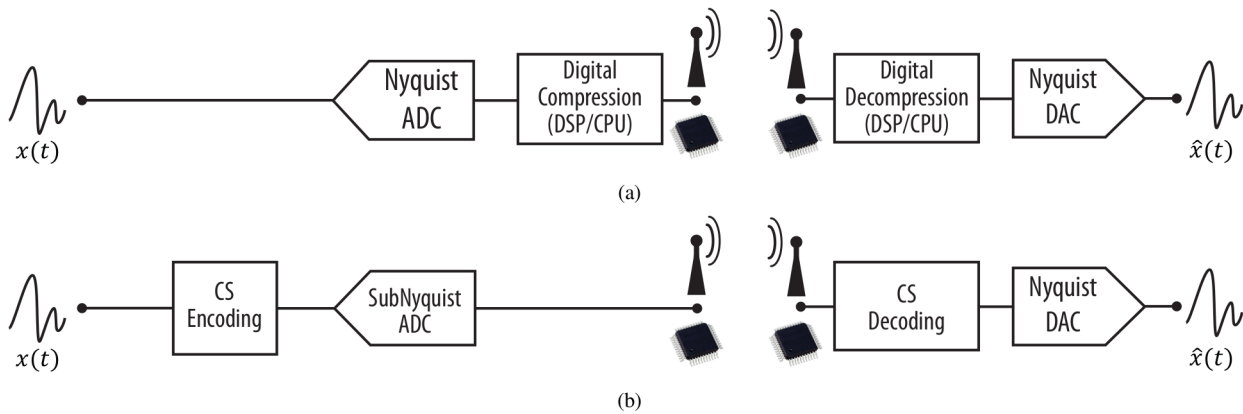 x(t)
Nyquist
ADC
Digital
Compression
(DSP/CPU)
Digital
Decompression
(DSP/CPU)
Nyquist
DAC
x̂(t)
(a)
x(t)
CS
Encoding
SubNyquist
ADC
CS
Decoding
Nyquist
DAC
x̂(t)
(b)